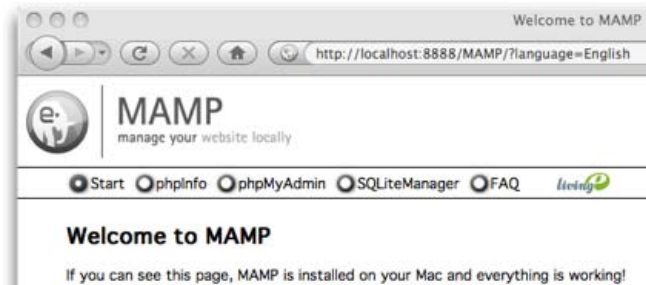 Welcome to MAMP
http://localhost:8888/MAMP/?language=English
e.
MAMP
manage your website locally
Start phpInfo phpMyAdmin SQLiteManager FAQ living e
Welcome to MAMP
If you can see this page, MAMP is installed on your Mac and everything is working!